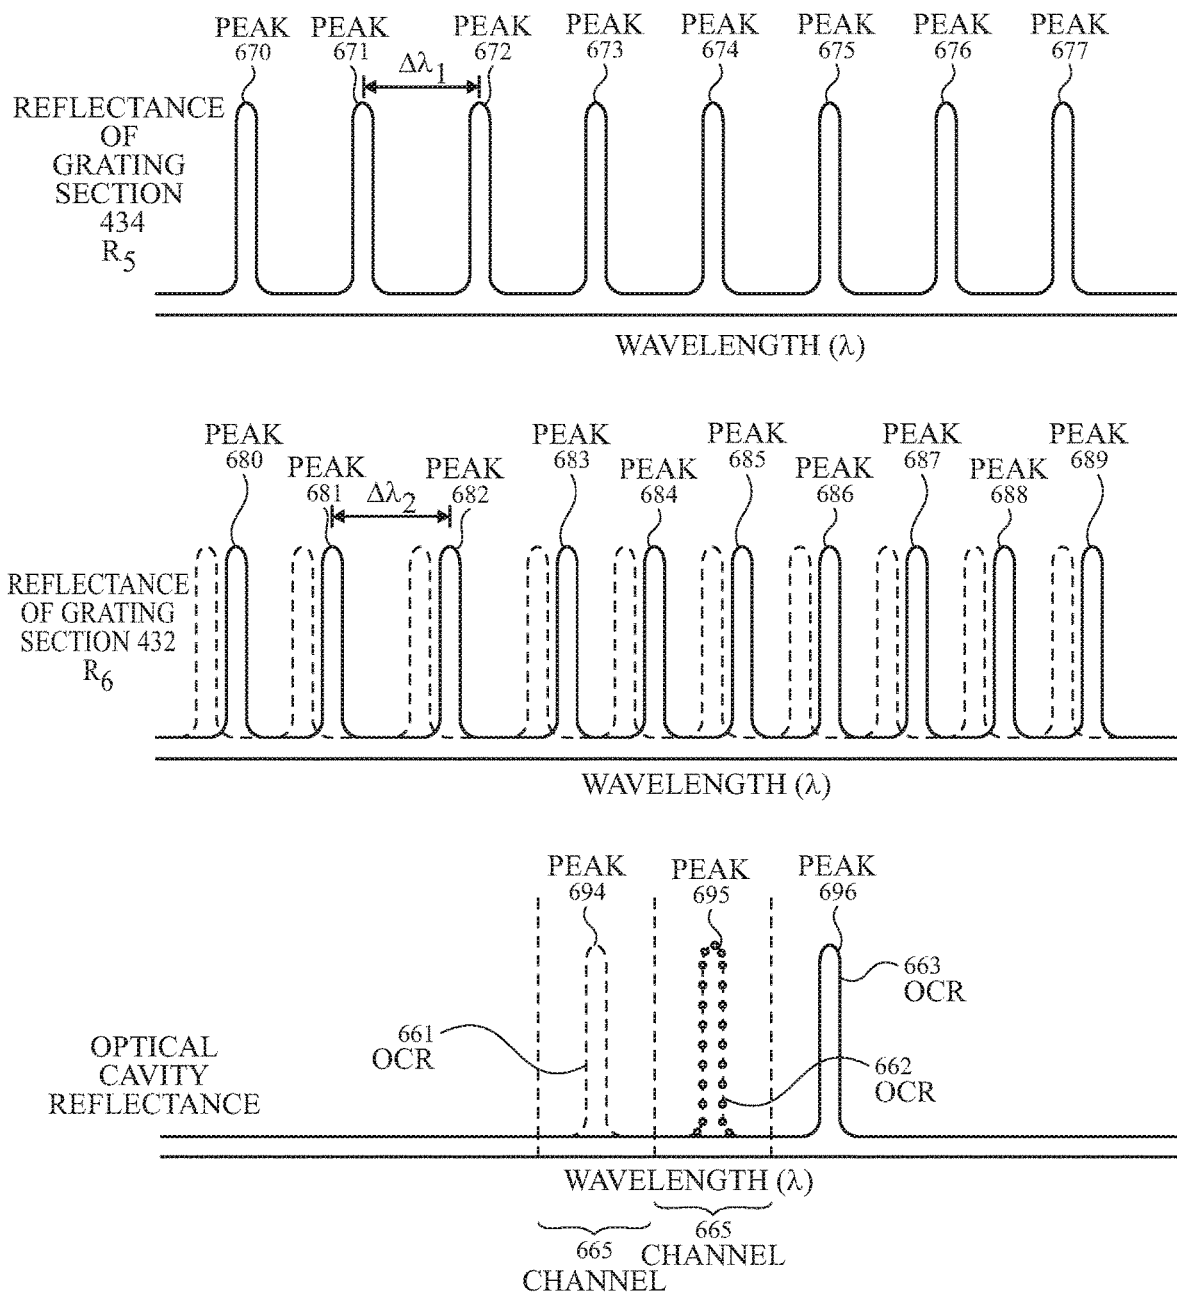 PEAK 670
PEAK 671
PEAK 672
PEAK 673
PEAK 674
PEAK 675
PEAK 676
PEAK 677
Δλ1
REFLECTANCE
OF
GRATING
SECTION
434
R5
WAVELENGTH (λ)
PEAK 680
PEAK 681
PEAK 682
PEAK 683
PEAK 684
PEAK 685
PEAK 686
PEAK 687
PEAK 688
PEAK 689
Δλ2
REFLECTANCE
OF GRATING
SECTION 432
R6
WAVELENGTH (λ)
PEAK 694
PEAK 695
PEAK 696
663
OCR
661
OCR
662
OCR
OPTICAL
CAVITY
REFLECTANCE
WAVELENGTH (λ)
665
CHANNEL
665
CHANNEL